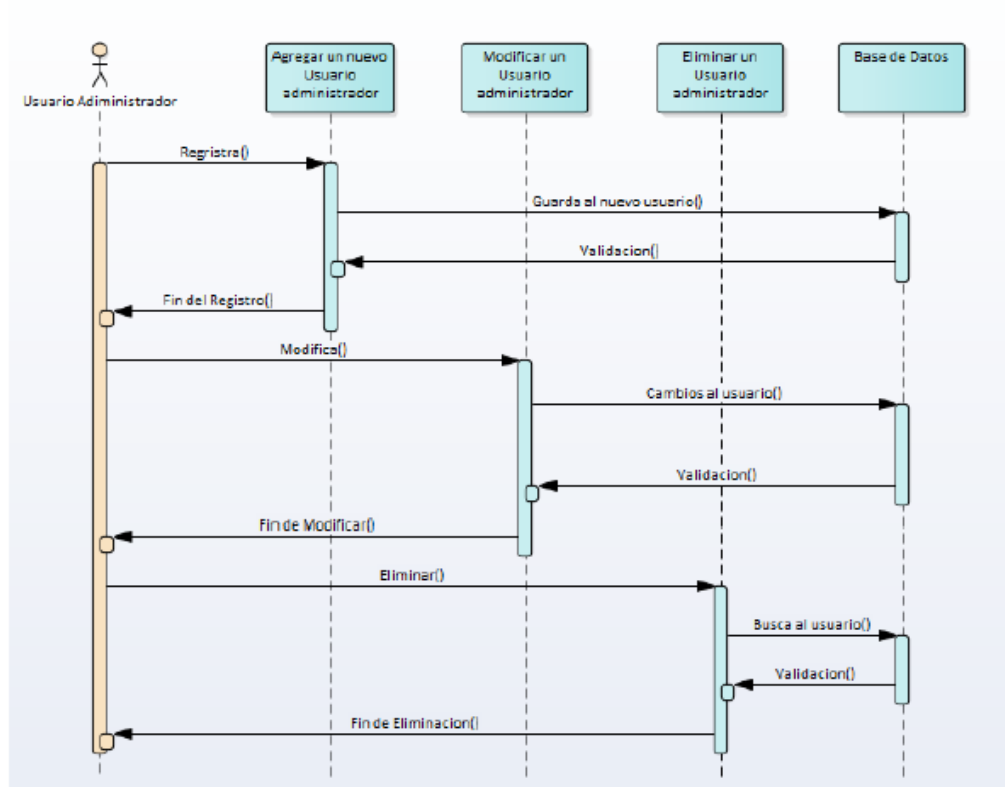 Usuario Adiministrador
Agregar un nuevo
Usuario
administrador
Modificar un
Usuario
administrador
Eliminar un
Usuario
administrador
Base de Datos
Regristra()
Guarda al nuevo usuario()
Validacion()
Fin del Registro()
Modifica()
Cambios al usuario()
Validacion()
Fin de Modificar()
Eliminar()
Busca al usuario()
Validacion()
Fin de Eliminacion()